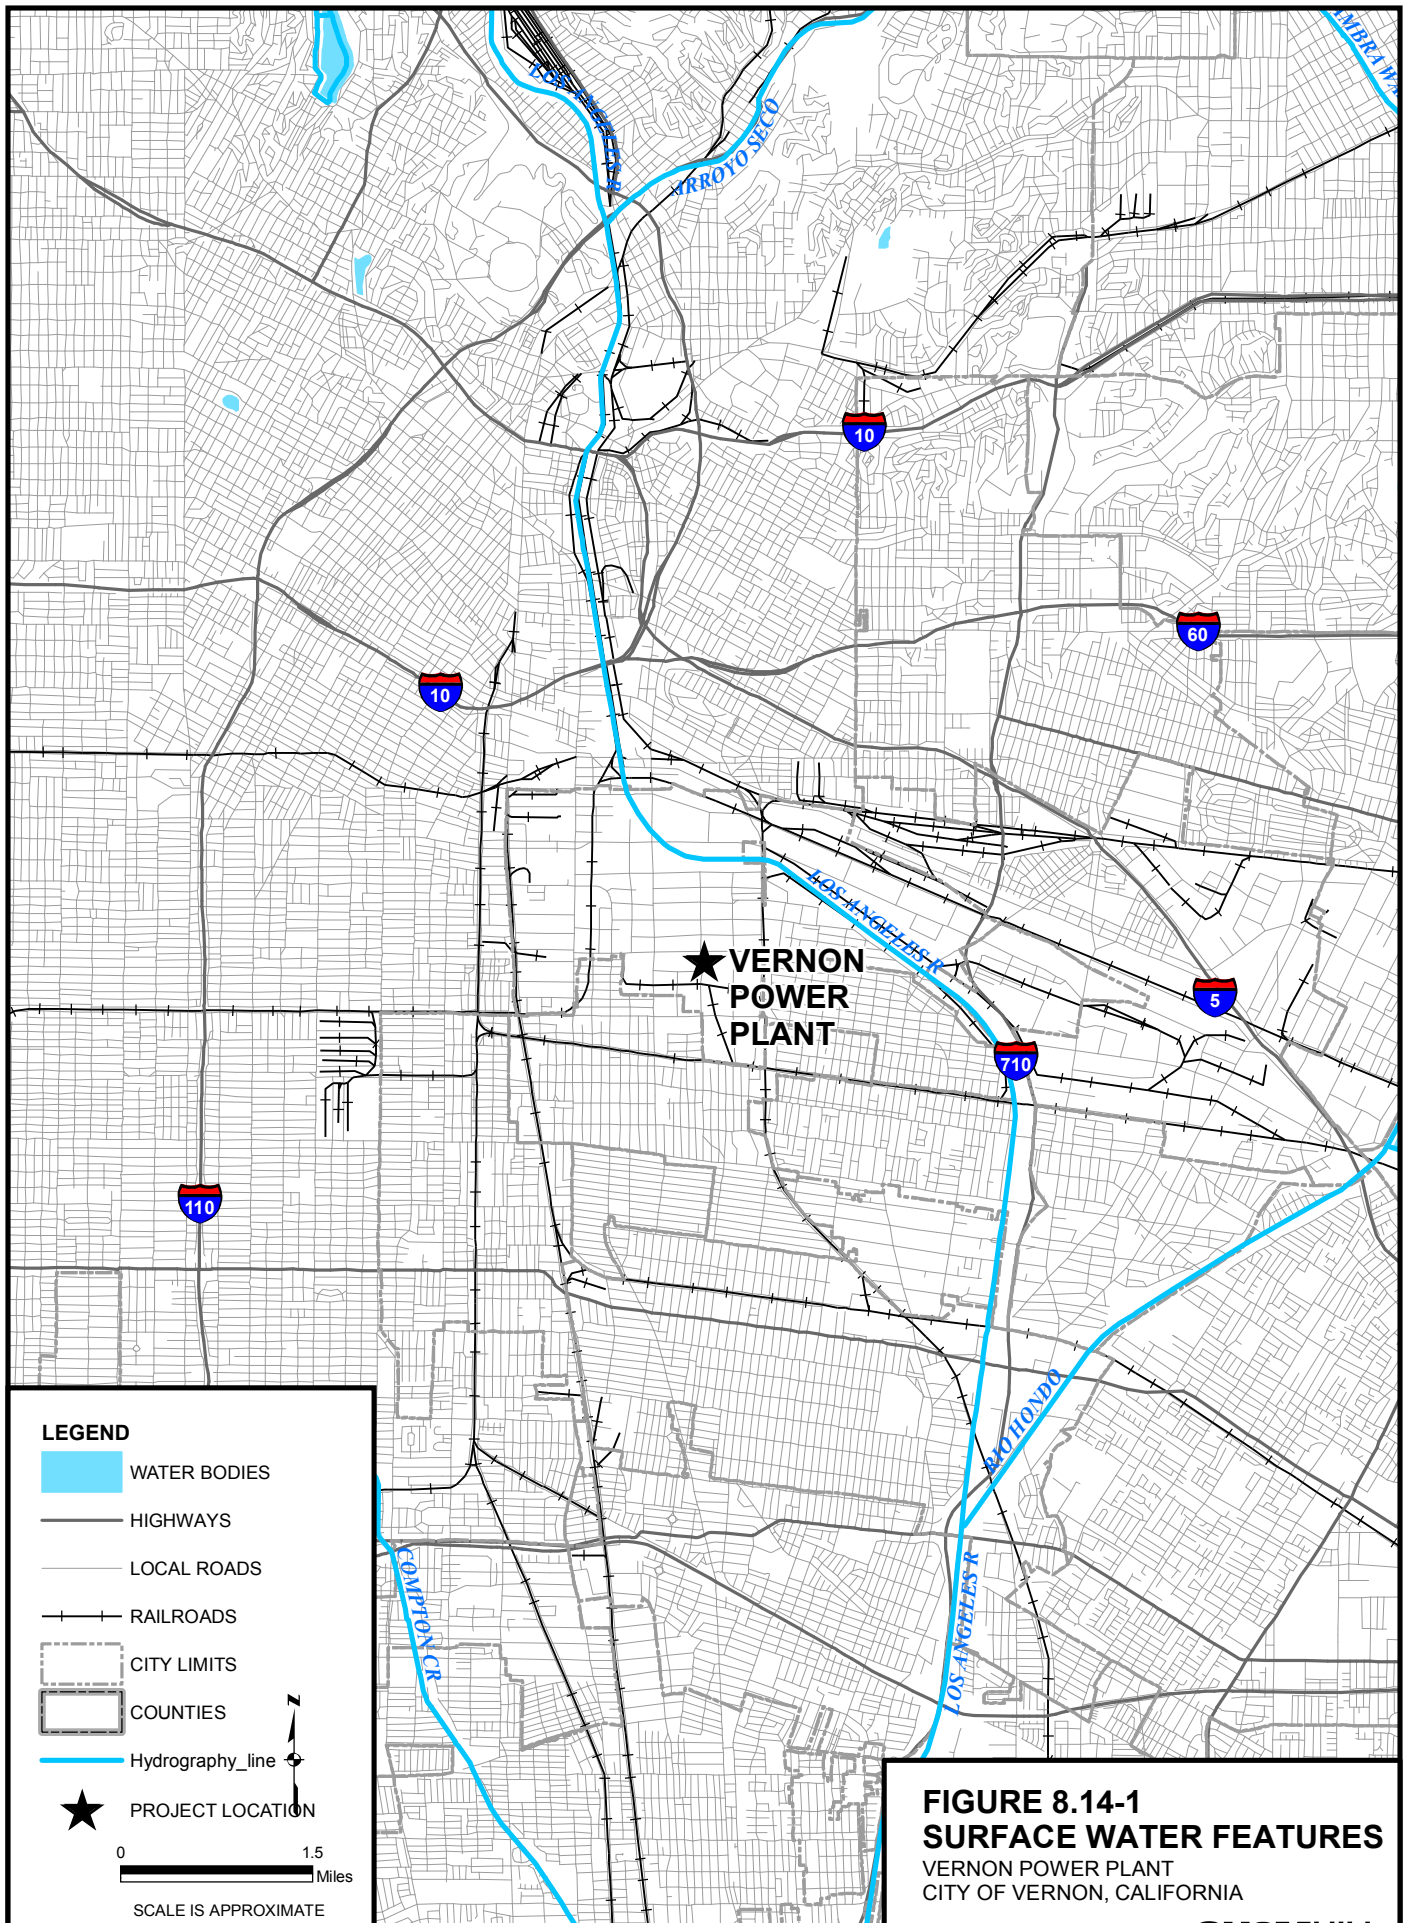 LOS ANGELES R
ARROYO SECO
10
60
10
LOS ANGELES R
VERNON
POWER
PLANT
5
710
110
RIO HONDO
COMPTON CR
LOS ANGELES R
LEGEND
WATER BODIES
HIGHWAYS
LOCAL ROADS
RAILROADS
CITY LIMITS
COUNTIES
N
Hydrography_line
PROJECT LOCATION
0 1.5
Miles
SCALE IS APPROXIMATE
FIGURE 8.14-1
SURFACE WATER FEATURES
VERNON POWER PLANT
CITY OF VERNON, CALIFORNIA